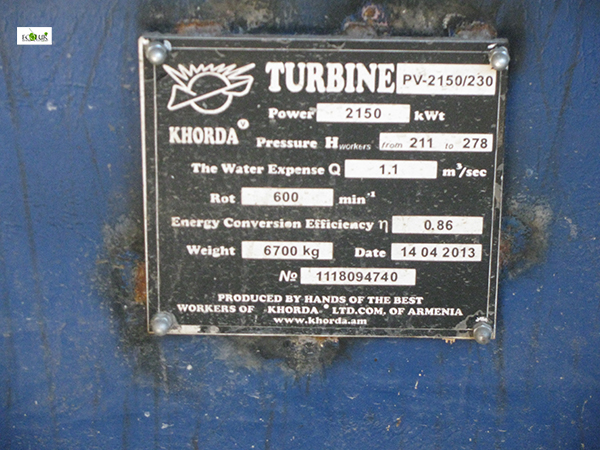 ECOLUR
TURBINE PV-2150/230
Power 2150 kWt
KHORDA V
Pressure H workers from 211 to 278
The Water Expense Q 1.1 m³/sec
Rot 600 min⁻¹
Energy Conversion Efficiency η 0.86
Weight 6700 kg Date 14 04 2013
№ 1118094740
PRODUCED BY HANDS OF THE BEST
WORKERS OF KHORDA LTD.COM, OF ARMENIA
www.khorda.am